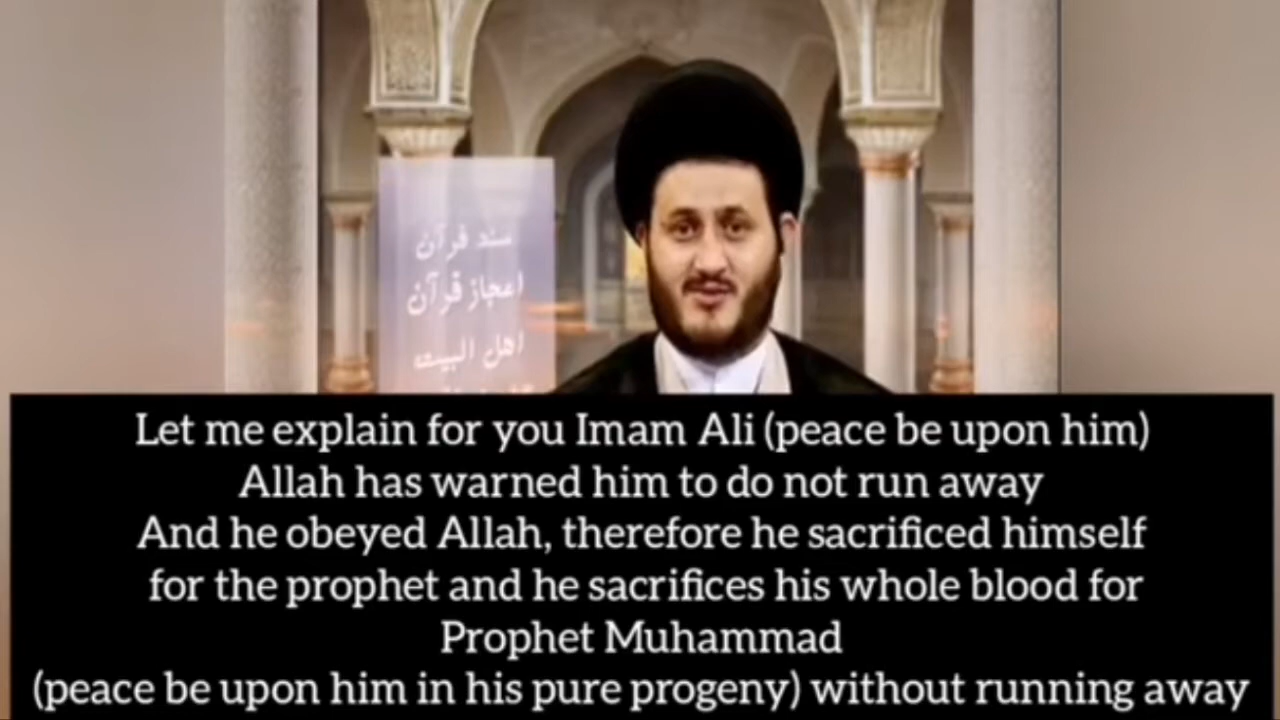 سند قرآن
اعجاز قرآن
اهل البیت
Let me explain for you Imam Ali (peace be upon him)
Allah has warned him to do not run away
And he obeyed Allah, therefore he sacrificed himself
for the prophet and he sacrifices his whole blood for
Prophet Muhammad
(peace be upon him in his pure progeny) without running away